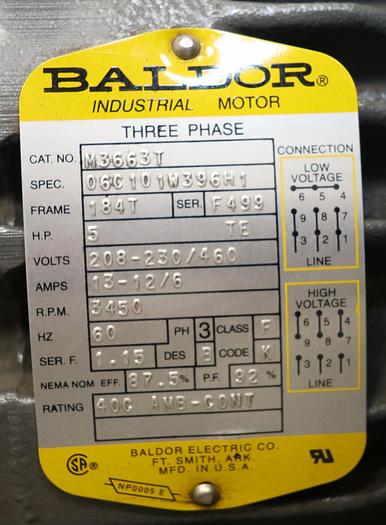 BALDOR®
INDUSTRIAL MOTOR
THREE PHASE
CAT. NO. M3663T
SPEC. 06C101W396H1
FRAME 184T SER. F499
H.P. 5 TE
VOLTS 208-230/460
AMPS 13-12/6
R.P.M. 3450
HZ 60 PH 3 CLASS F
SER. F. 1.15 DES B CODE K
NEMA NOM. EFF. 87.5% P.F. 92%
RATING 40C AMB-CONT
CONNECTION
LOW
VOLTAGE
6 5 4
9 8 7
3 2 1
LINE
HIGH
VOLTAGE
6 5 4
9 8 7
3 2 1
LINE
BALDOR ELECTRIC CO.
FT. SMITH, ARK.
MFD. IN U.S.A.
NP0005 E